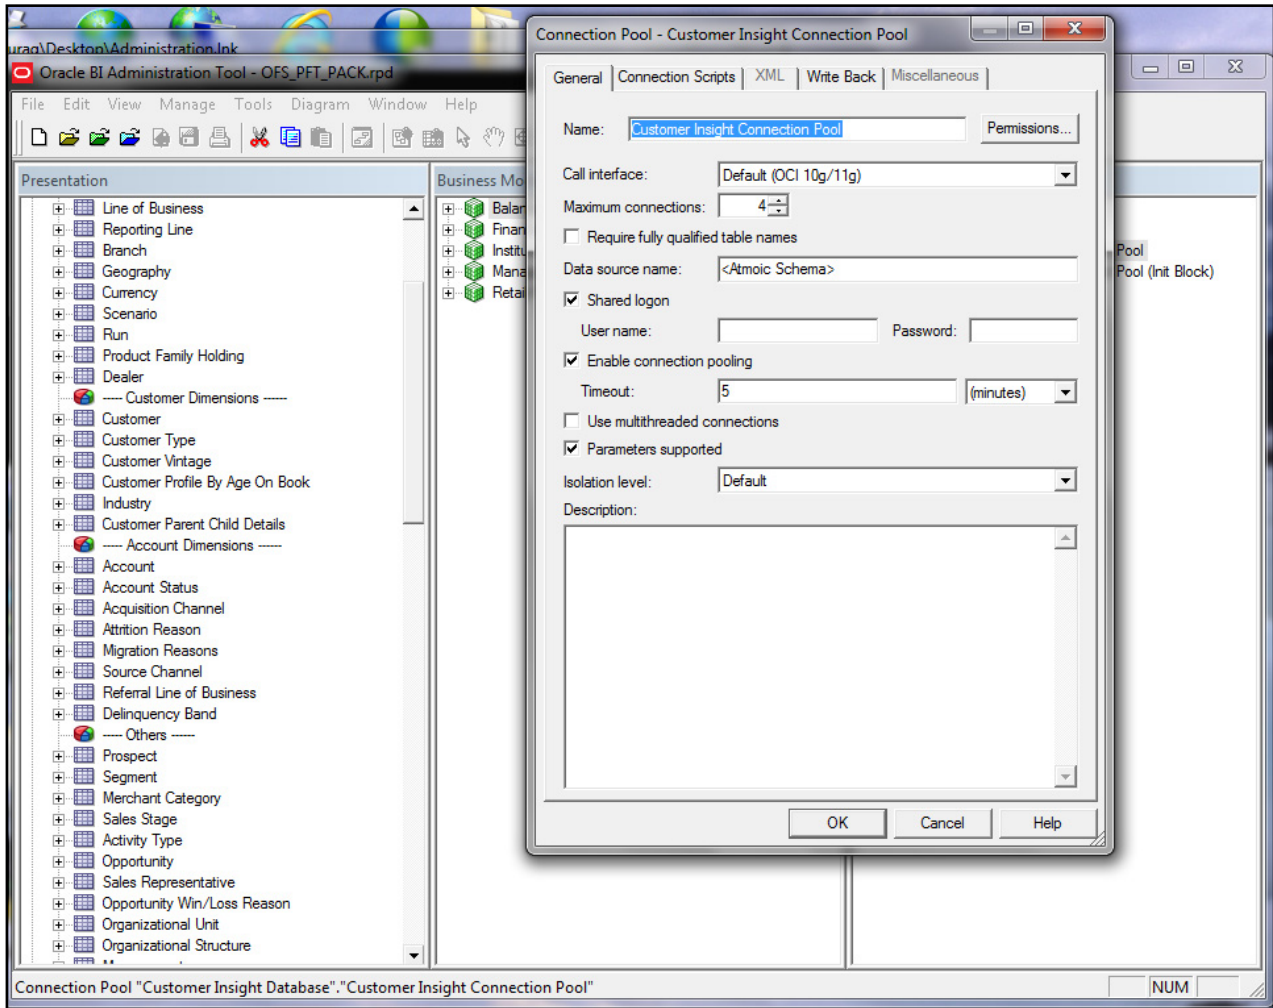 urag\Desktop\Administration.lnk
Oracle BI Administration Tool - OFS_PFT_PACK.rpd
File Edit View Manage Tools Diagram Window Help
Presentation
Line of Business
Reporting Line
Branch
Geography
Currency
Scenario
Run
Product Family Holding
Dealer
----- Customer Dimensions ------
Customer
Customer Type
Customer Vintage
Customer Profile By Age On Book
Industry
Customer Parent Child Details
----- Account Dimensions ------
Account
Account Status
Acquisition Channel
Attrition Reason
Migration Reasons
Source Channel
Referral Line of Business
Delinquency Band
----- Others ------
Prospect
Segment
Merchant Category
Sales Stage
Activity Type
Opportunity
Sales Representative
Opportunity Win/Loss Reason
Organizational Unit
Organizational Structure
Business Mo
Balan
Finan
Institu
Mana
Retai
Connection Pool - Customer Insight Connection Pool
General Connection Scripts XML Write Back Miscellaneous
Name: Customer Insight Connection Pool Permissions...
Call interface: Default (OCI 10g/11g)
Maximum connections: 4
Require fully qualified table names
Data source name: <Atmoic Schema>
Shared logon
User name: Password:
Enable connection pooling
Timeout: 5 (minutes)
Use multithreaded connections
Parameters supported
Isolation level: Default
Description:
OK Cancel Help
Pool
Pool (Init Block)
Connection Pool "Customer Insight Database"."Customer Insight Connection Pool"
NUM